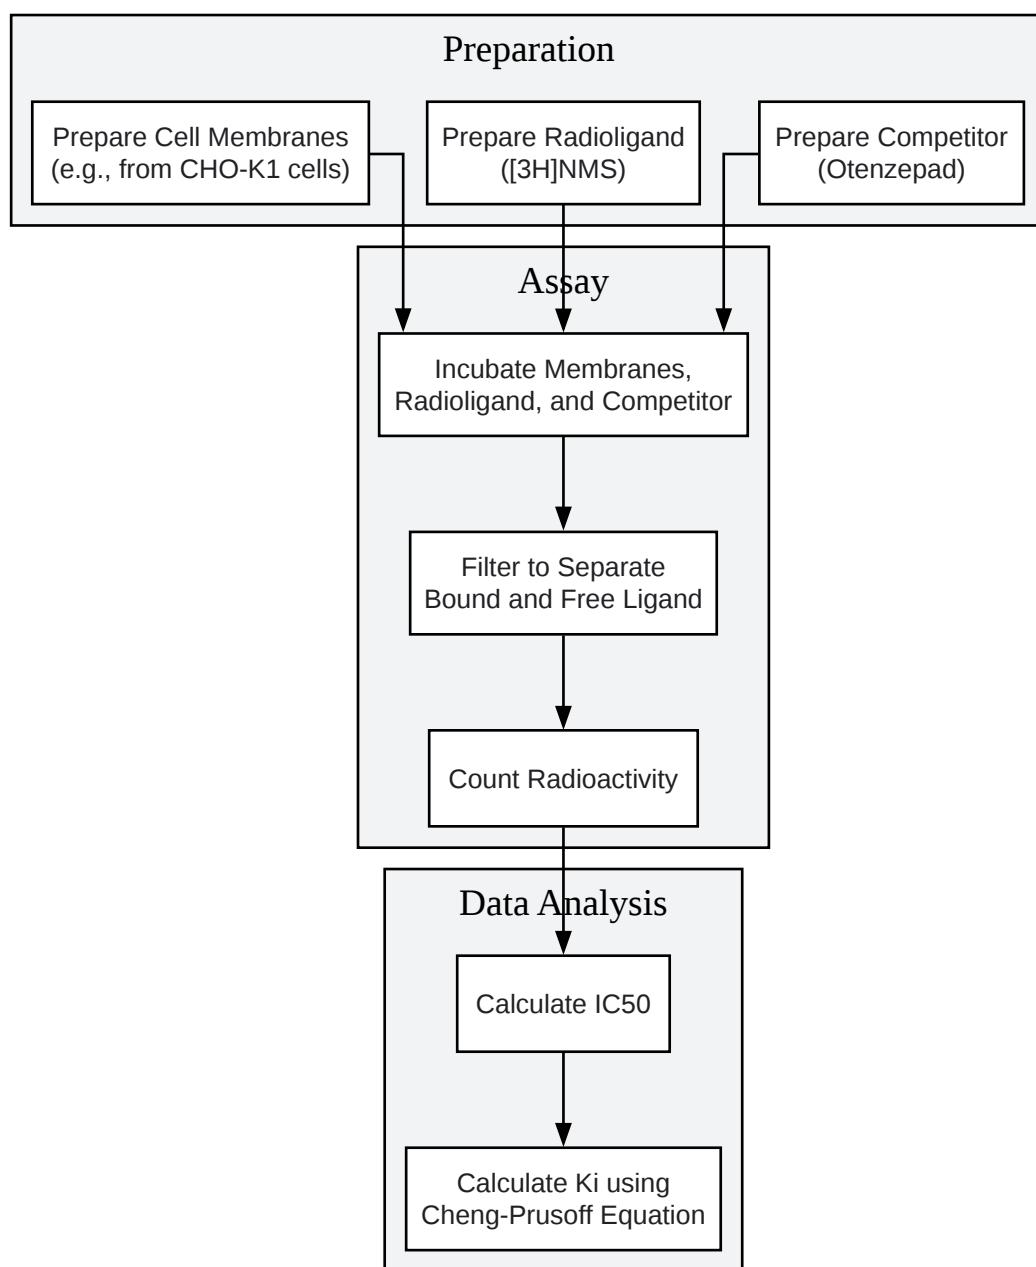 Preparation
Prepare Cell Membranes
(e.g., from CHO-K1 cells)
Prepare Radioligand
([3H]NMS)
Prepare Competitor
(Otenzepad)
Assay
Incubate Membranes,
Radioligand, and Competitor
Filter to Separate
Bound and Free Ligand
Count Radioactivity
Data Analysis
Calculate IC50
Calculate Ki using
Cheng-Prusoff Equation